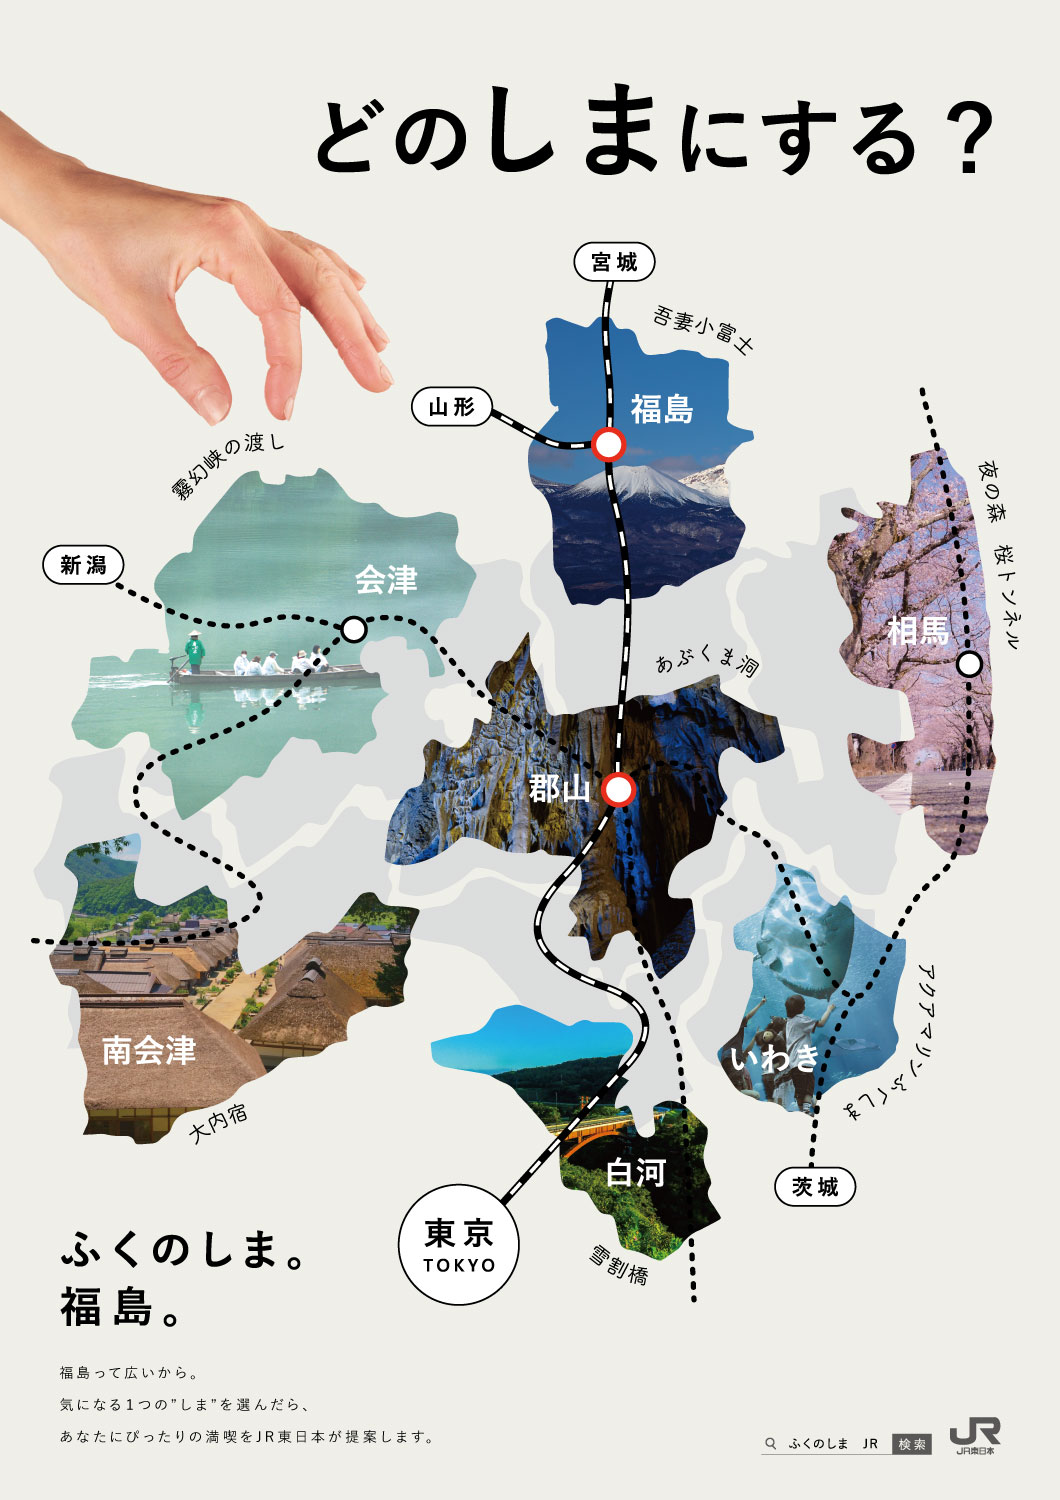 どのしまにする？
宮城
吾妻小富士
山形
福島
霧幻峡の渡し
新潟
会津
夜の森 桜トンネル
相馬
あぶくま洞
郡山
南会津
大内宿
いわき
アクアマリンふくしま
茨城
白河
雪割橋
東京
TOKYO
ふくのしま。
福島。
福島って広いから。
気になる1つの”しま”を選んだら、
あなたにぴったりの満喫をJR東日本が提案します。
ふくのしま JR 検索
JR
JR東日本